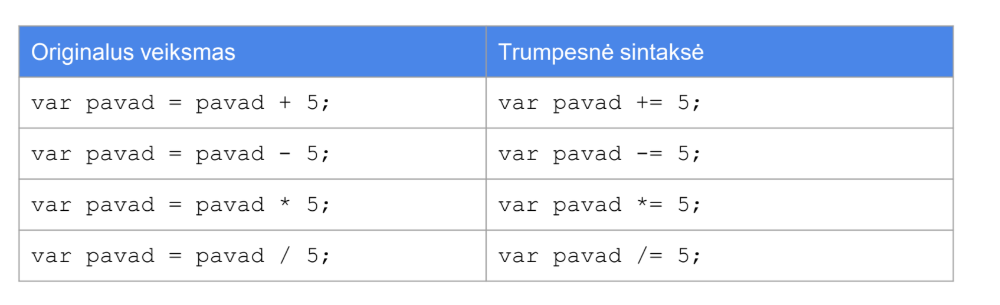 Originalus veiksmas Trumpesnė sintaksė
var pavad = pavad + 5; var pavad += 5;
var pavad = pavad - 5; var pavad -= 5;
var pavad = pavad * 5; var pavad *= 5;
var pavad = pavad / 5; var pavad /= 5;